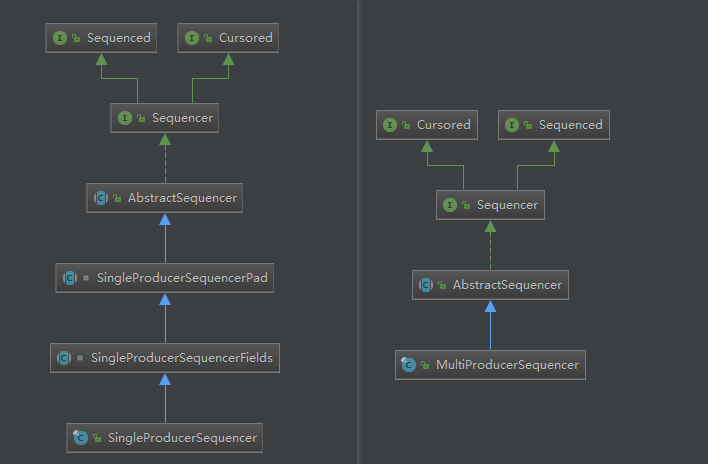 Sequenced
Cursored
Sequencer
AbstractSequencer
SingleProducerSequencerPad
SingleProducerSequencerFields
SingleProducerSequencer
Cursored
Sequenced
Sequencer
AbstractSequencer
MultiProducerSequencer